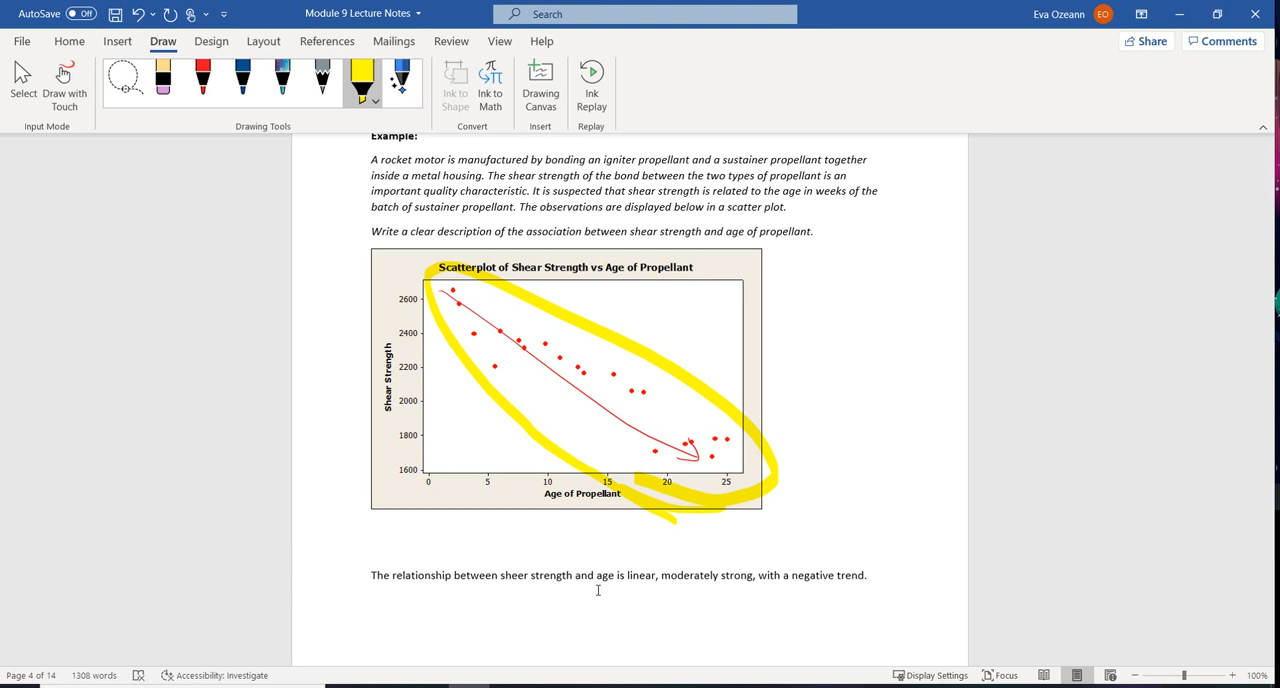 AutoSave Off Module 9 Lecture Notes Search Eva Ozeann EO
File Home Insert Draw Design Layout References Mailings Review View Help Share Comments
Select Draw with Touch Ink to Shape Ink to Math Drawing Canvas Ink Replay
Input Mode Drawing Tools Convert Insert Replay
Example:
A rocket motor is manufactured by bonding an igniter propellant and a sustainer propellant together
inside a metal housing. The shear strength of the bond between the two types of propellant is an
important quality characteristic. It is suspected that shear strength is related to the age in weeks of the
batch of sustainer propellant. The observations are displayed below in a scatter plot.
Write a clear description of the association between shear strength and age of propellant.
Scatterplot of Shear Strength vs Age of Propellant
Shear Strength
2600
2400
2200
2000
1800
1600
0 5 10 15 20 25
Age of Propellant
The relationship between sheer strength and age is linear, moderately strong, with a negative trend.
Page 4 of 14 1308 words Accessibility: Investigate Display Settings Focus 100%